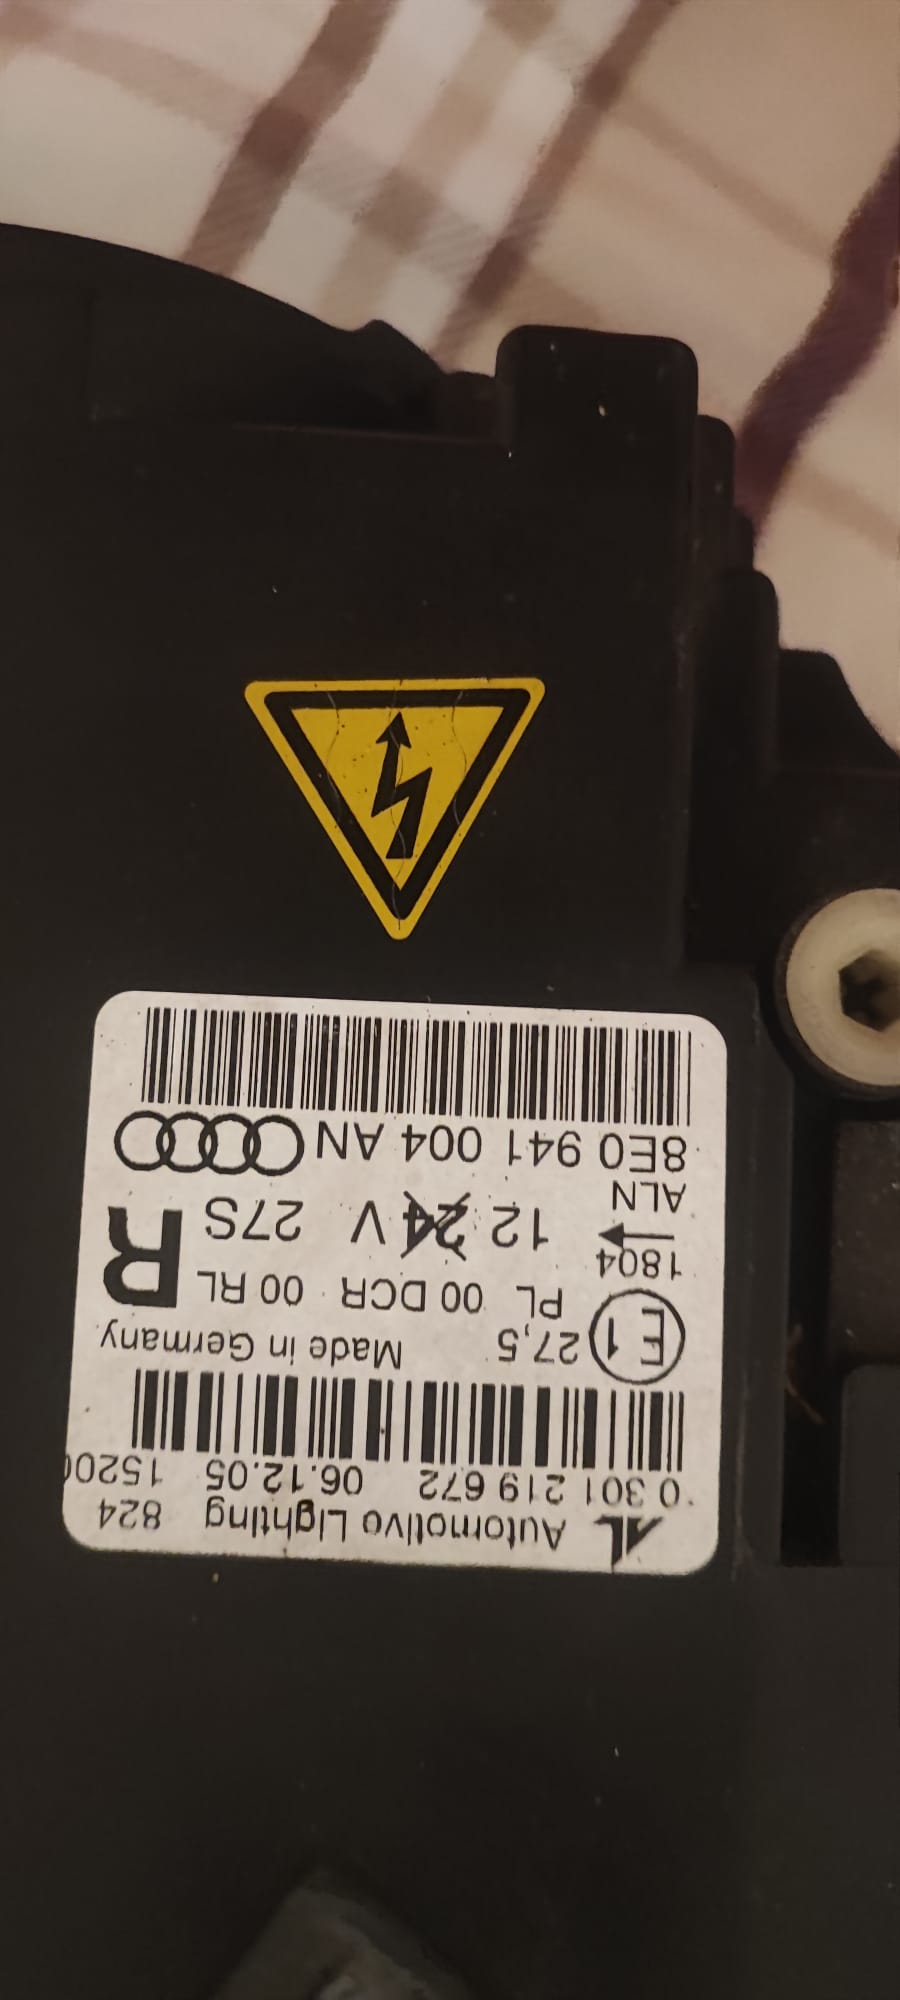 AL Automotive Lighting 824
0 301 219 672 06.12.05 1520
E1 27,5 Made in Germany
PL 00 DCR 00 RL R
1804
12 24 V 27S
ALN
8E0 941 004 AN